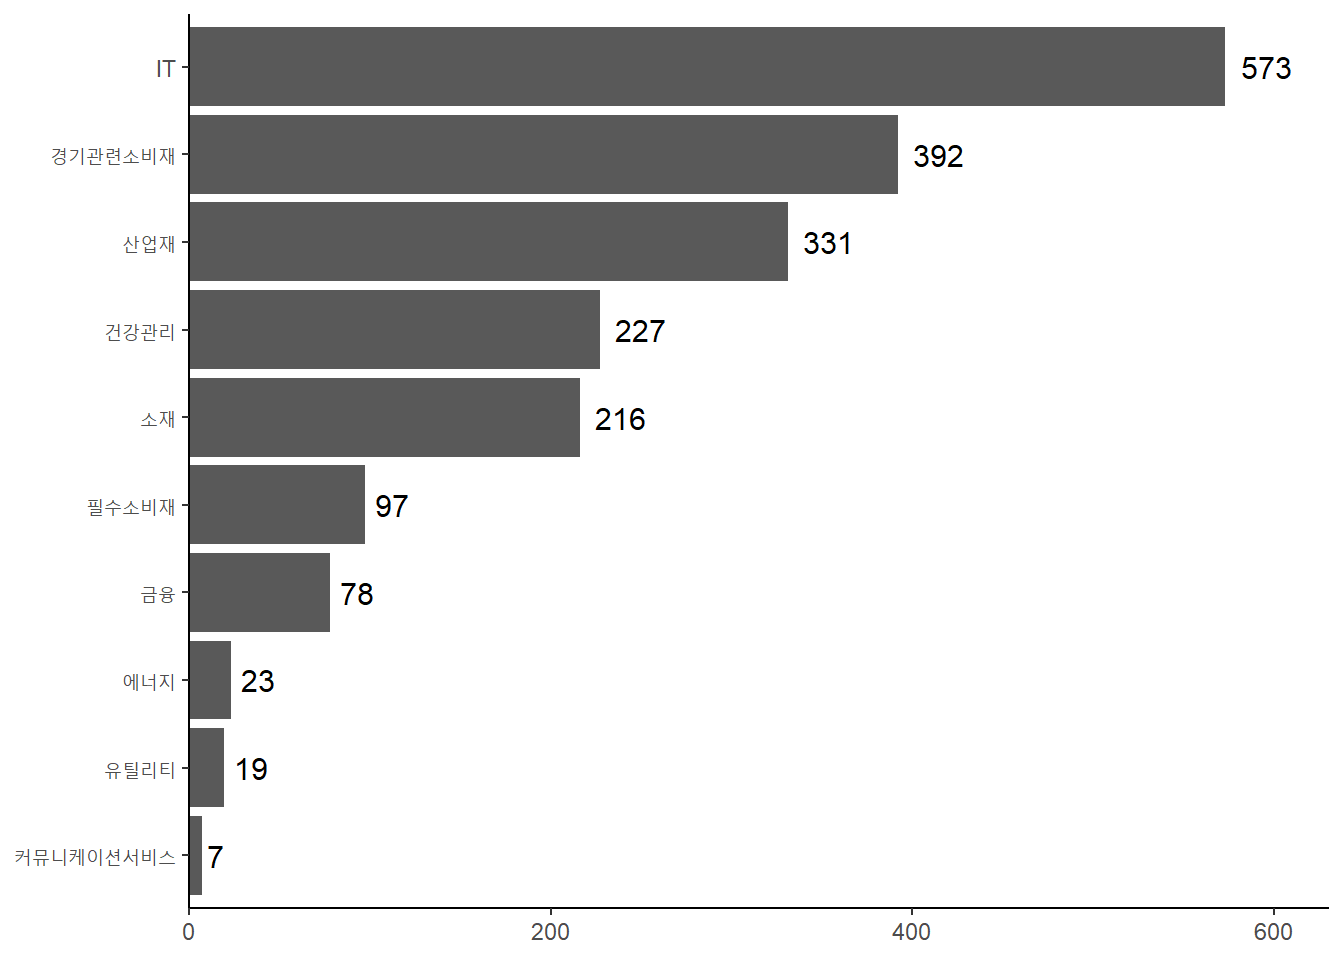 IT 573
경기관련소비재 392
산업재 331
건강관리 227
소재 216
필수소비재 97
금융 78
에너지 23
유틸리티 19
커뮤니케이션서비스 7
0 200 400 600